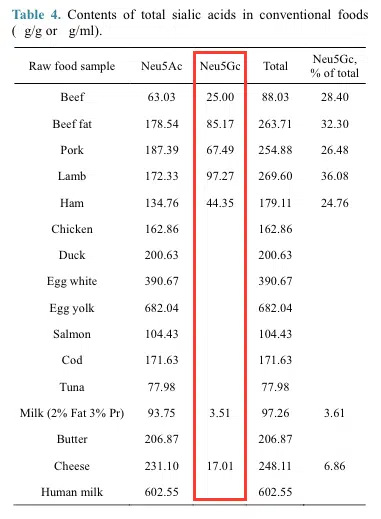 Table 4. Contents of total sialic acids in conventional foods
( g/g or g/ml).
Raw food sample Neu5Ac Neu5Gc Total Neu5Gc,
% of total
Beef 63.03 25.00 88.03 28.40
Beef fat 178.54 85.17 263.71 32.30
Pork 187.39 67.49 254.88 26.48
Lamb 172.33 97.27 269.60 36.08
Ham 134.76 44.35 179.11 24.76
Chicken 162.86 162.86
Duck 200.63 200.63
Egg white 390.67 390.67
Egg yolk 682.04 682.04
Salmon 104.43 104.43
Cod 171.63 171.63
Tuna 77.98 77.98
Milk (2% Fat 3% Pr) 93.75 3.51 97.26 3.61
Butter 206.87 206.87
Cheese 231.10 17.01 248.11 6.86
Human milk 602.55 602.55